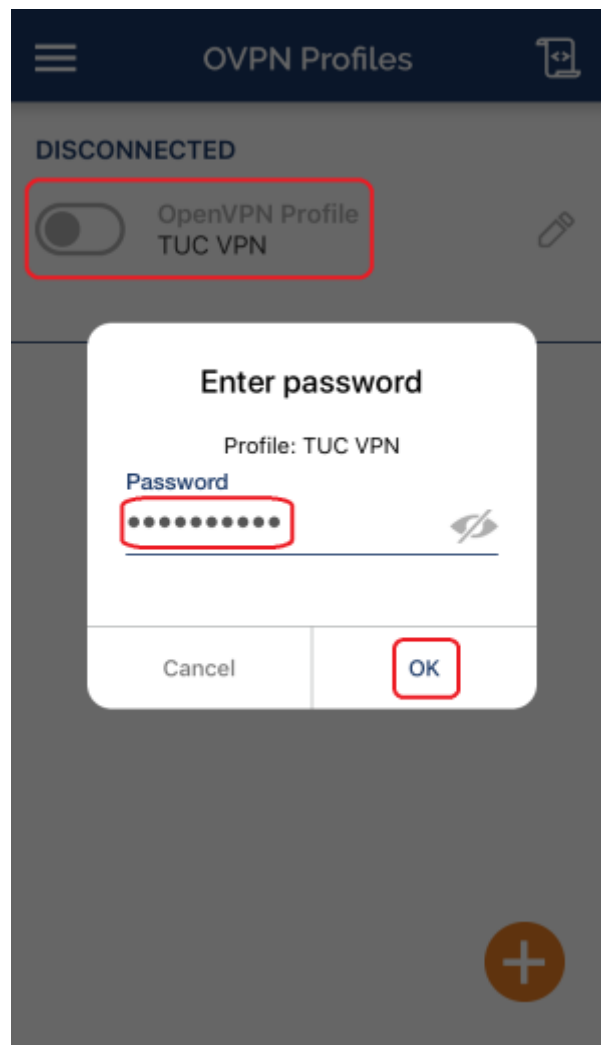 OVPN Profiles
DISCONNECTED
OpenVPN Profile
TUC VPN
Enter password
Profile: TUC VPN
Password
••••••••••
Cancel
OK